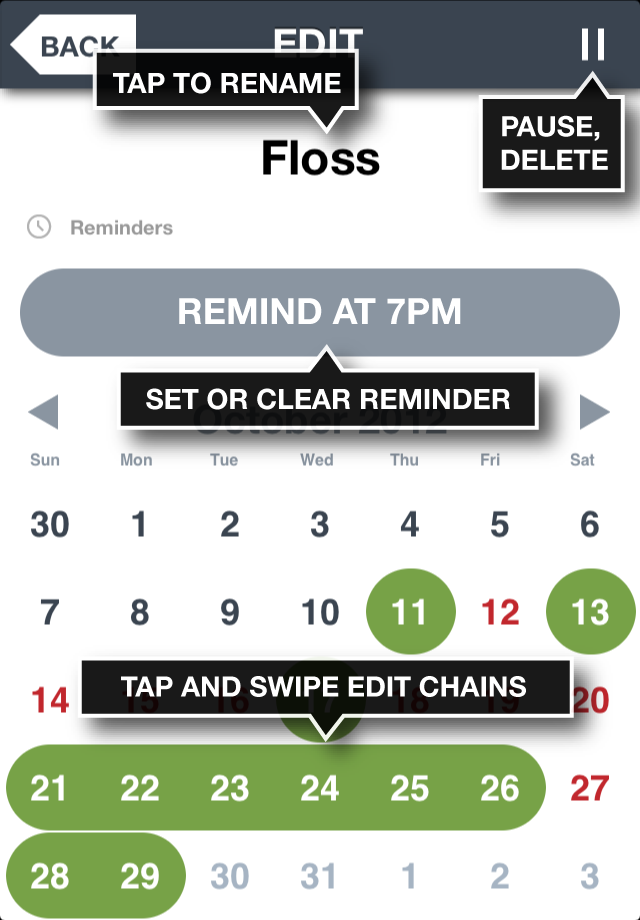 BACK
EDIT
TAP TO RENAME
PAUSE,
DELETE
Floss
Reminders
REMIND AT 7PM
SET OR CLEAR REMINDER
October 2012
Sun Mon Tue Wed Thu Fri Sat
30 1 2 3 4 5 6
7 8 9 10 11 12 13
TAP AND SWIPE EDIT CHAINS
14 15 16 17 18 19 20
21 22 23 24 25 26 27
28 29 30 31 1 2 3